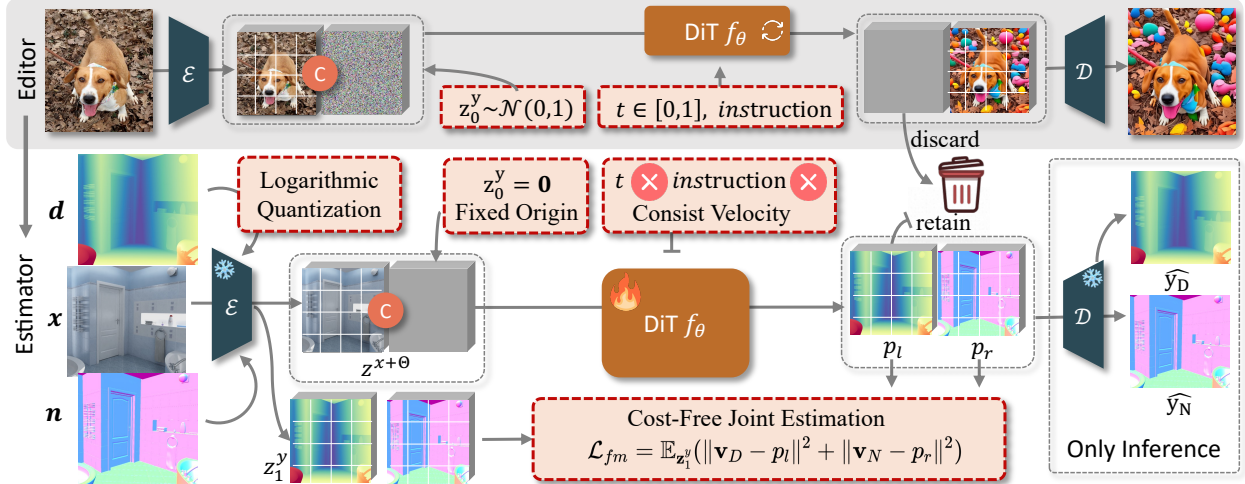 Editor
ℰ
C
DiT f_θ
𝒟
z_0^y~𝒩(0,1)
t ∈ [0,1], instruction
discard
retain
Estimator
d
x
n
Logarithmic
Quantization
z_0^y = 0
Fixed Origin
t instruction
Consist Velocity
ℰ
C
z^{x+Θ}
DiT f_θ
p_l
p_r
𝒟
ŷ_D
ŷ_N
Only Inference
z_1^y
Cost-Free Joint Estimation
ℒ_{fm} = 𝔼_{z_1^y}(‖v_D − p_l‖^2 + ‖v_N − p_r‖^2)